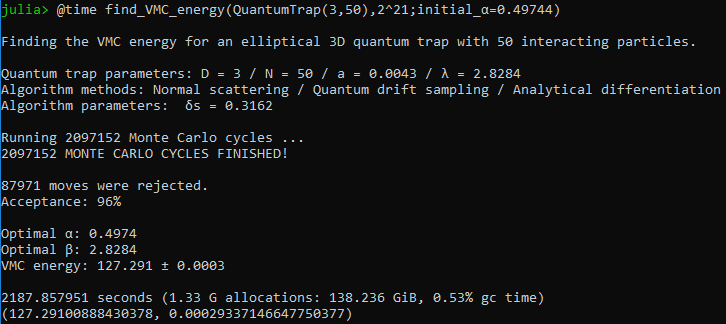 julia> @time find_VMC_energy(QuantumTrap(3,50),2^21;initial_α=0.49744)
Finding the VMC energy for an elliptical 3D quantum trap with 50 interacting particles.
Quantum trap parameters: D = 3 / N = 50 / a = 0.0043 / λ = 2.8284
Algorithm methods: Normal scattering / Quantum drift sampling / Analytical differentiation
Algorithm parameters:  δs = 0.3162
Running 2097152 Monte Carlo cycles ...
2097152 MONTE CARLO CYCLES FINISHED!
87971 moves were rejected.
Acceptance: 96%
Optimal α: 0.4974
Optimal β: 2.8284
VMC energy: 127.291 ± 0.0003
2187.857951 seconds (1.33 G allocations: 138.236 GiB, 0.53% gc time)
(127.29100888430378, 0.00029337146647750377)